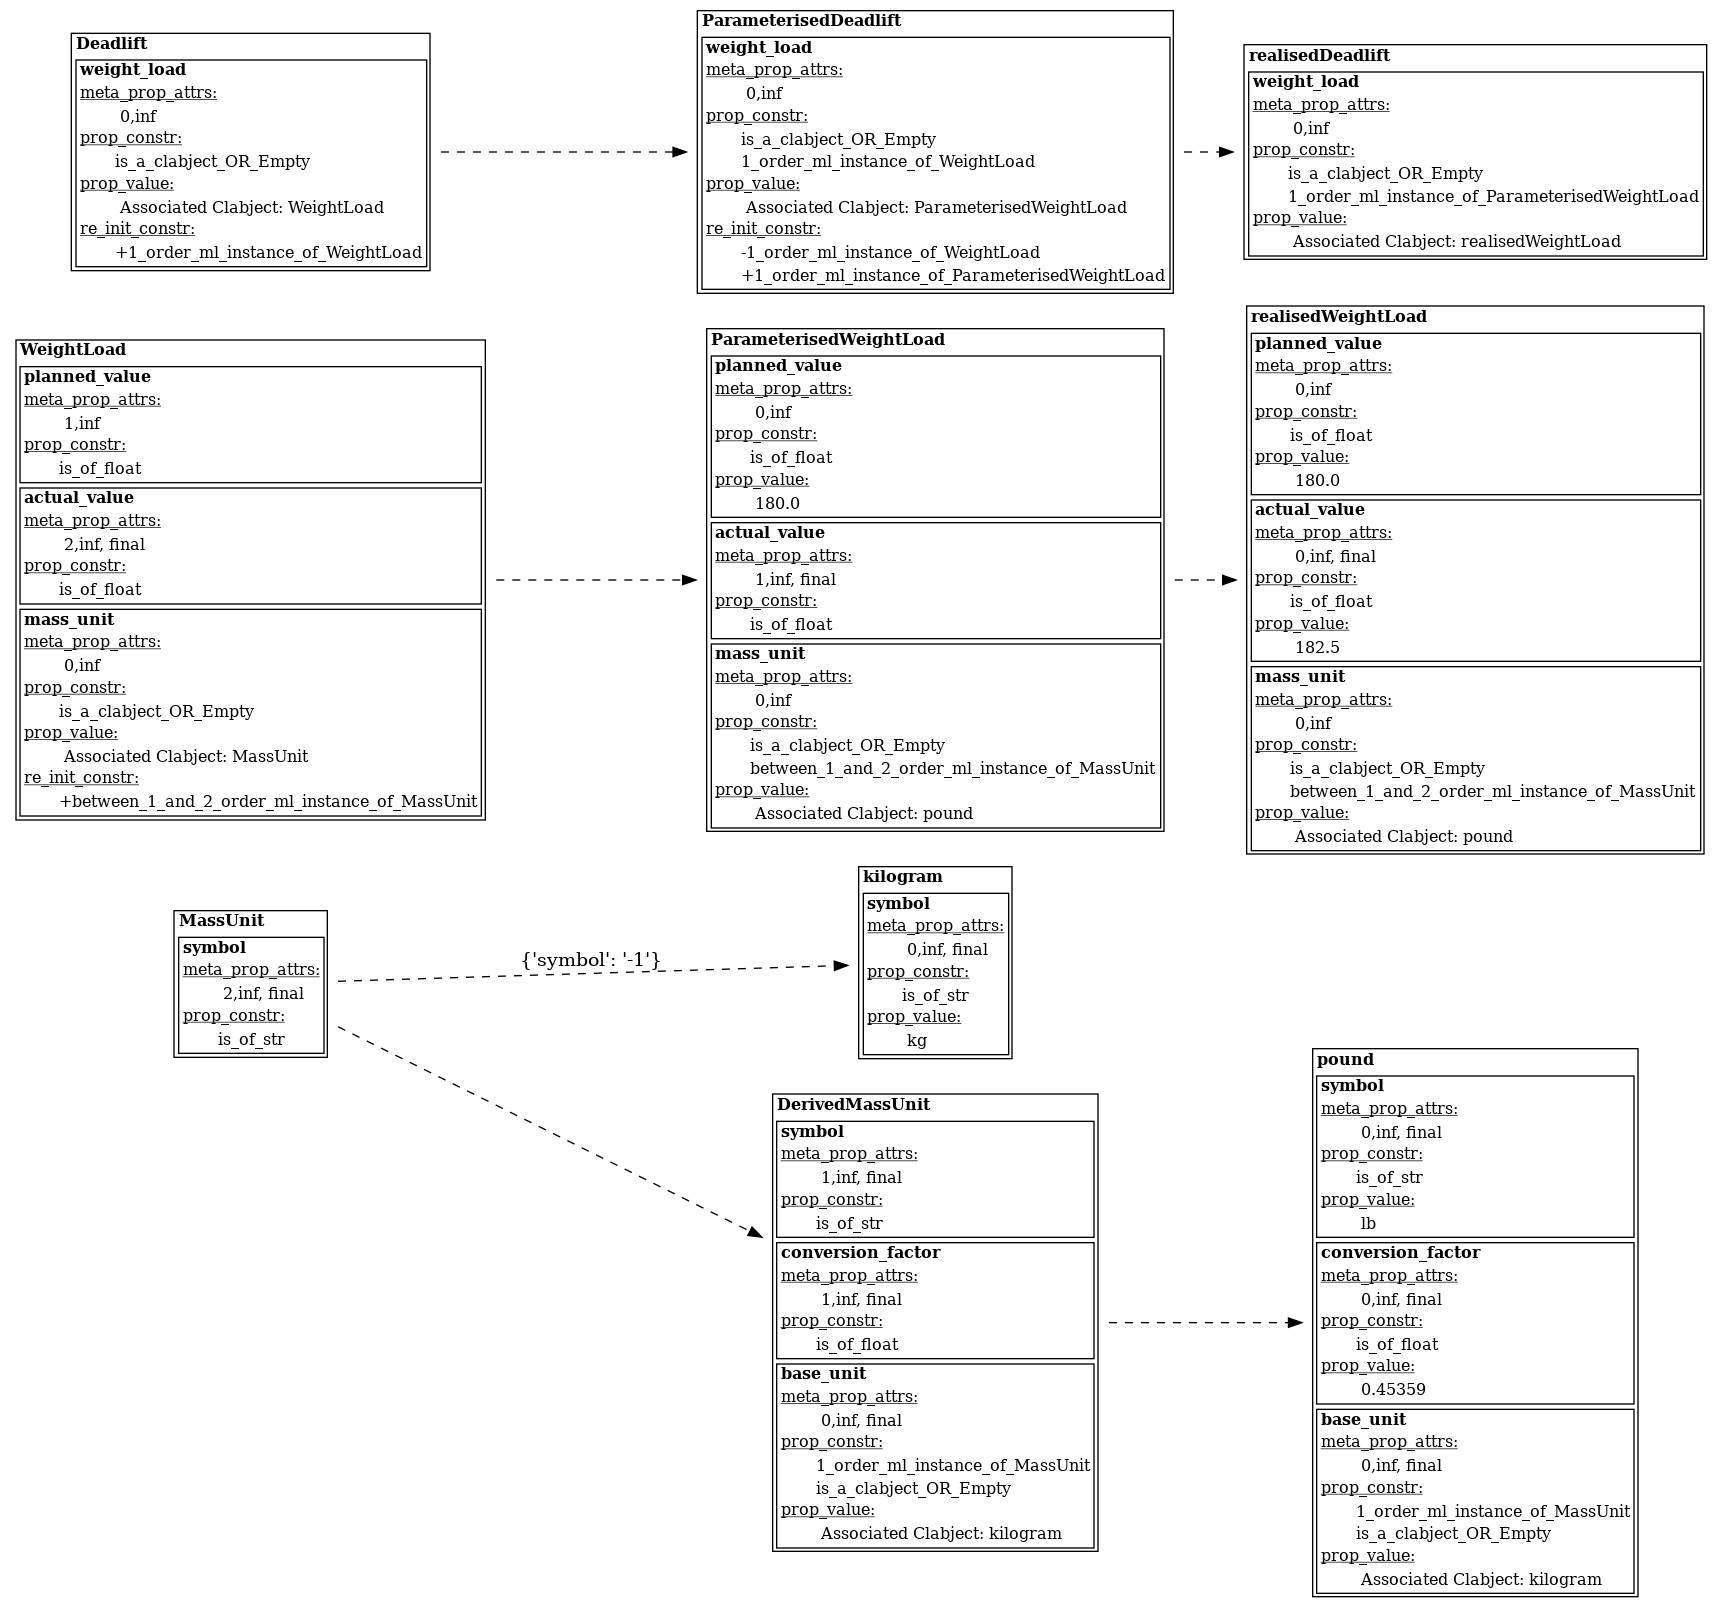 Deadlift
weight_load
meta_prop_attrs:
0,inf
prop_constr:
is_a_clabject_OR_Empty
prop_value:
Associated Clabject: WeightLoad
re_init_constr:
+1_order_ml_instance_of_WeightLoad
ParameterisedDeadlift
weight_load
meta_prop_attrs:
0,inf
prop_constr:
is_a_clabject_OR_Empty
1_order_ml_instance_of_WeightLoad
prop_value:
Associated Clabject: ParameterisedWeightLoad
re_init_constr:
-1_order_ml_instance_of_WeightLoad
+1_order_ml_instance_of_ParameterisedWeightLoad
realisedDeadlift
weight_load
meta_prop_attrs:
0,inf
prop_constr:
is_a_clabject_OR_Empty
1_order_ml_instance_of_ParameterisedWeightLoad
prop_value:
Associated Clabject: realisedWeightLoad
WeightLoad
planned_value
meta_prop_attrs:
1,inf
prop_constr:
is_of_float
actual_value
meta_prop_attrs:
2,inf, final
prop_constr:
is_of_float
mass_unit
meta_prop_attrs:
0,inf
prop_constr:
is_a_clabject_OR_Empty
prop_value:
Associated Clabject: MassUnit
re_init_constr:
+between_1_and_2_order_ml_instance_of_MassUnit
ParameterisedWeightLoad
planned_value
meta_prop_attrs:
0,inf
prop_constr:
is_of_float
prop_value:
180.0
actual_value
meta_prop_attrs:
1,inf, final
prop_constr:
is_of_float
mass_unit
meta_prop_attrs:
0,inf
prop_constr:
is_a_clabject_OR_Empty
between_1_and_2_order_ml_instance_of_MassUnit
prop_value:
Associated Clabject: pound
realisedWeightLoad
planned_value
meta_prop_attrs:
0,inf
prop_constr:
is_of_float
prop_value:
180.0
actual_value
meta_prop_attrs:
0,inf, final
prop_constr:
is_of_float
prop_value:
182.5
mass_unit
meta_prop_attrs:
0,inf
prop_constr:
is_a_clabject_OR_Empty
between_1_and_2_order_ml_instance_of_MassUnit
prop_value:
Associated Clabject: pound
MassUnit
symbol
meta_prop_attrs:
2,inf, final
prop_constr:
is_of_str
{'symbol': '-1'}
kilogram
symbol
meta_prop_attrs:
0,inf, final
prop_constr:
is_of_str
prop_value:
kg
DerivedMassUnit
symbol
meta_prop_attrs:
1,inf, final
prop_constr:
is_of_str
conversion_factor
meta_prop_attrs:
1,inf, final
prop_constr:
is_of_float
base_unit
meta_prop_attrs:
0,inf, final
prop_constr:
1_order_ml_instance_of_MassUnit
is_a_clabject_OR_Empty
prop_value:
Associated Clabject: kilogram
pound
symbol
meta_prop_attrs:
0,inf, final
prop_constr:
is_of_str
prop_value:
lb
conversion_factor
meta_prop_attrs:
0,inf, final
prop_constr:
is_of_float
prop_value:
0.45359
base_unit
meta_prop_attrs:
0,inf, final
prop_constr:
1_order_ml_instance_of_MassUnit
is_a_clabject_OR_Empty
prop_value:
Associated Clabject: kilogram